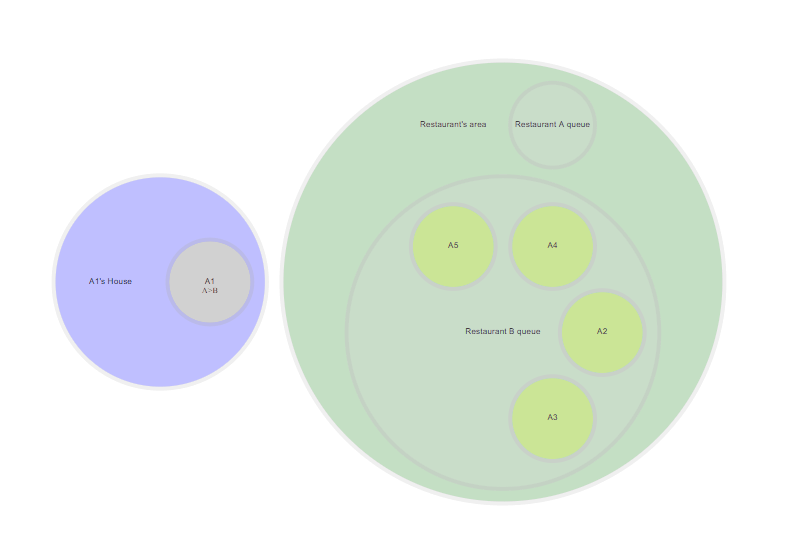 Restaurant's area
Restaurant A queue
A5
A4
A1's House
A1
A>B
Restaurant B queue
A2
A3